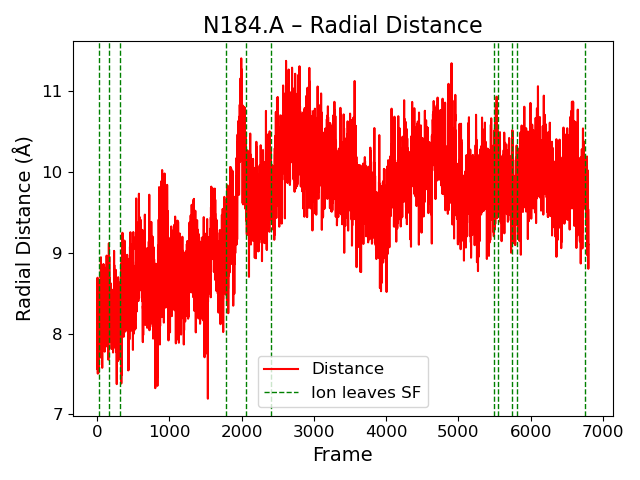 N184.A – Radial Distance
Radial Distance (Å)
11
10
9
8
7
Distance
Ion leaves SF
0 1000 2000 3000 4000 5000 6000 7000
Frame